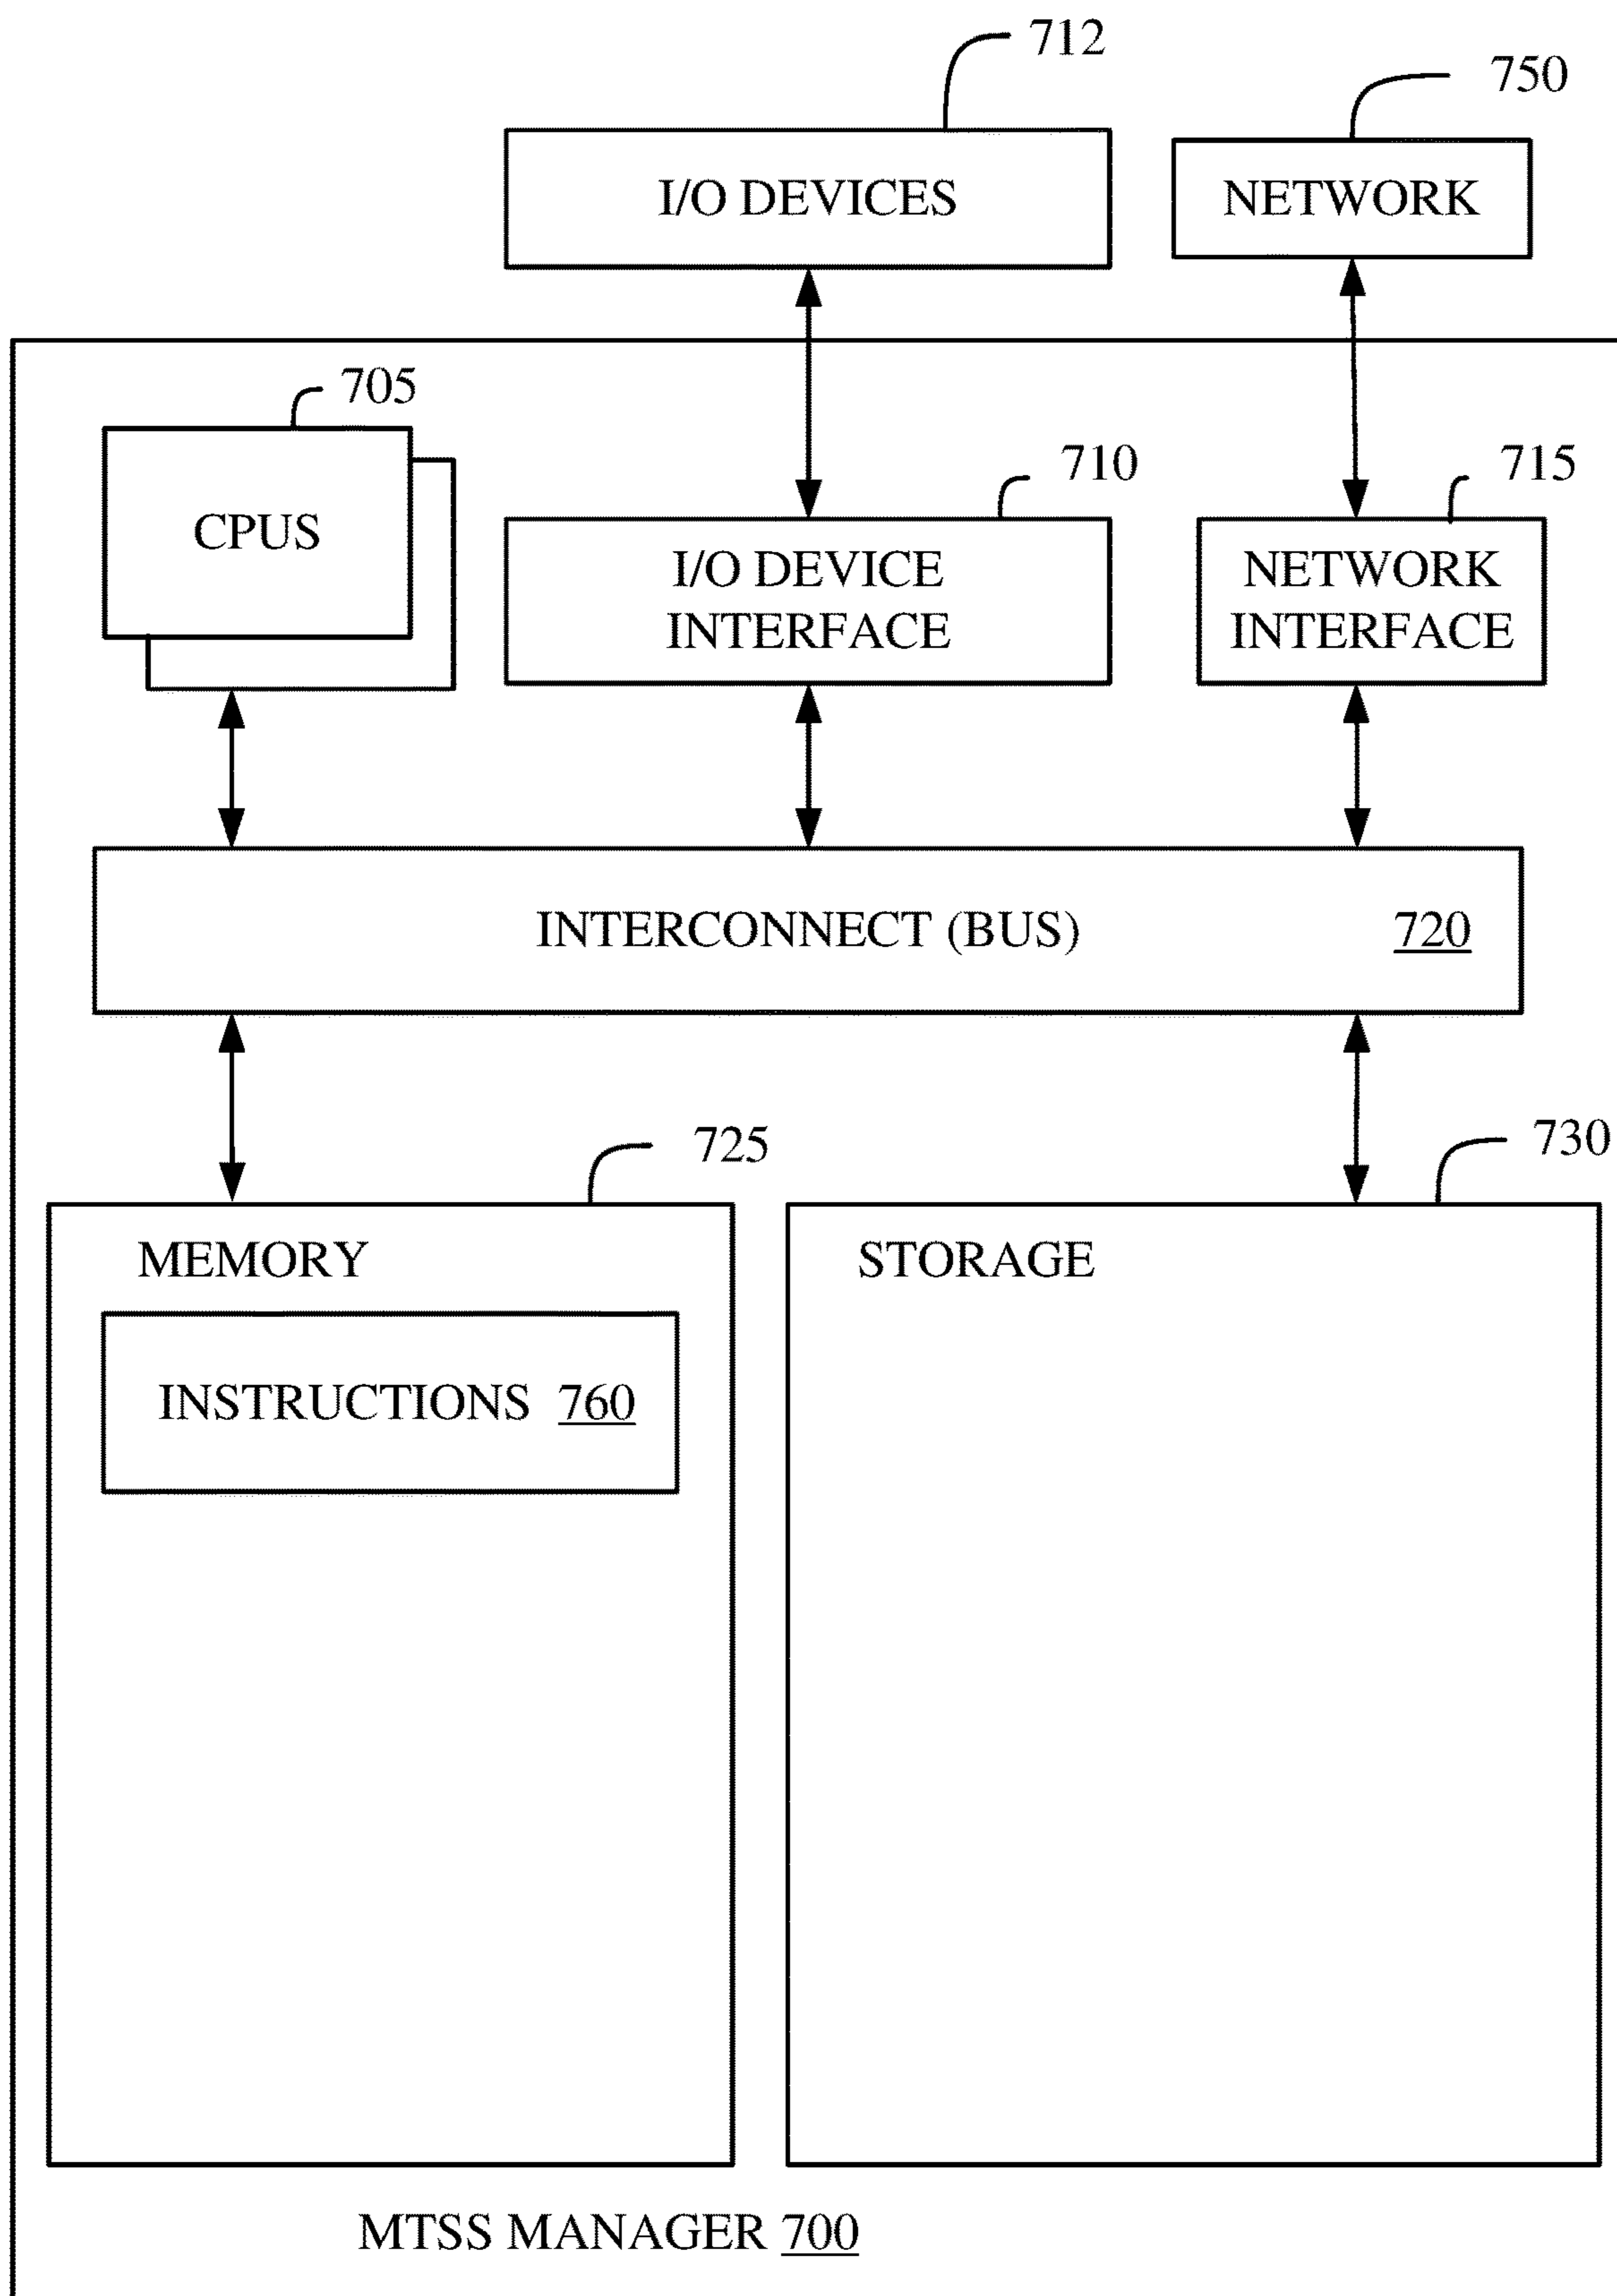 712
750
I/O DEVICES
NETWORK
705
710
715
CPUS
I/O DEVICE
INTERFACE
NETWORK
INTERFACE
INTERCONNECT (BUS) 720
725
730
MEMORY
STORAGE
INSTRUCTIONS 760
MTSS MANAGER 700